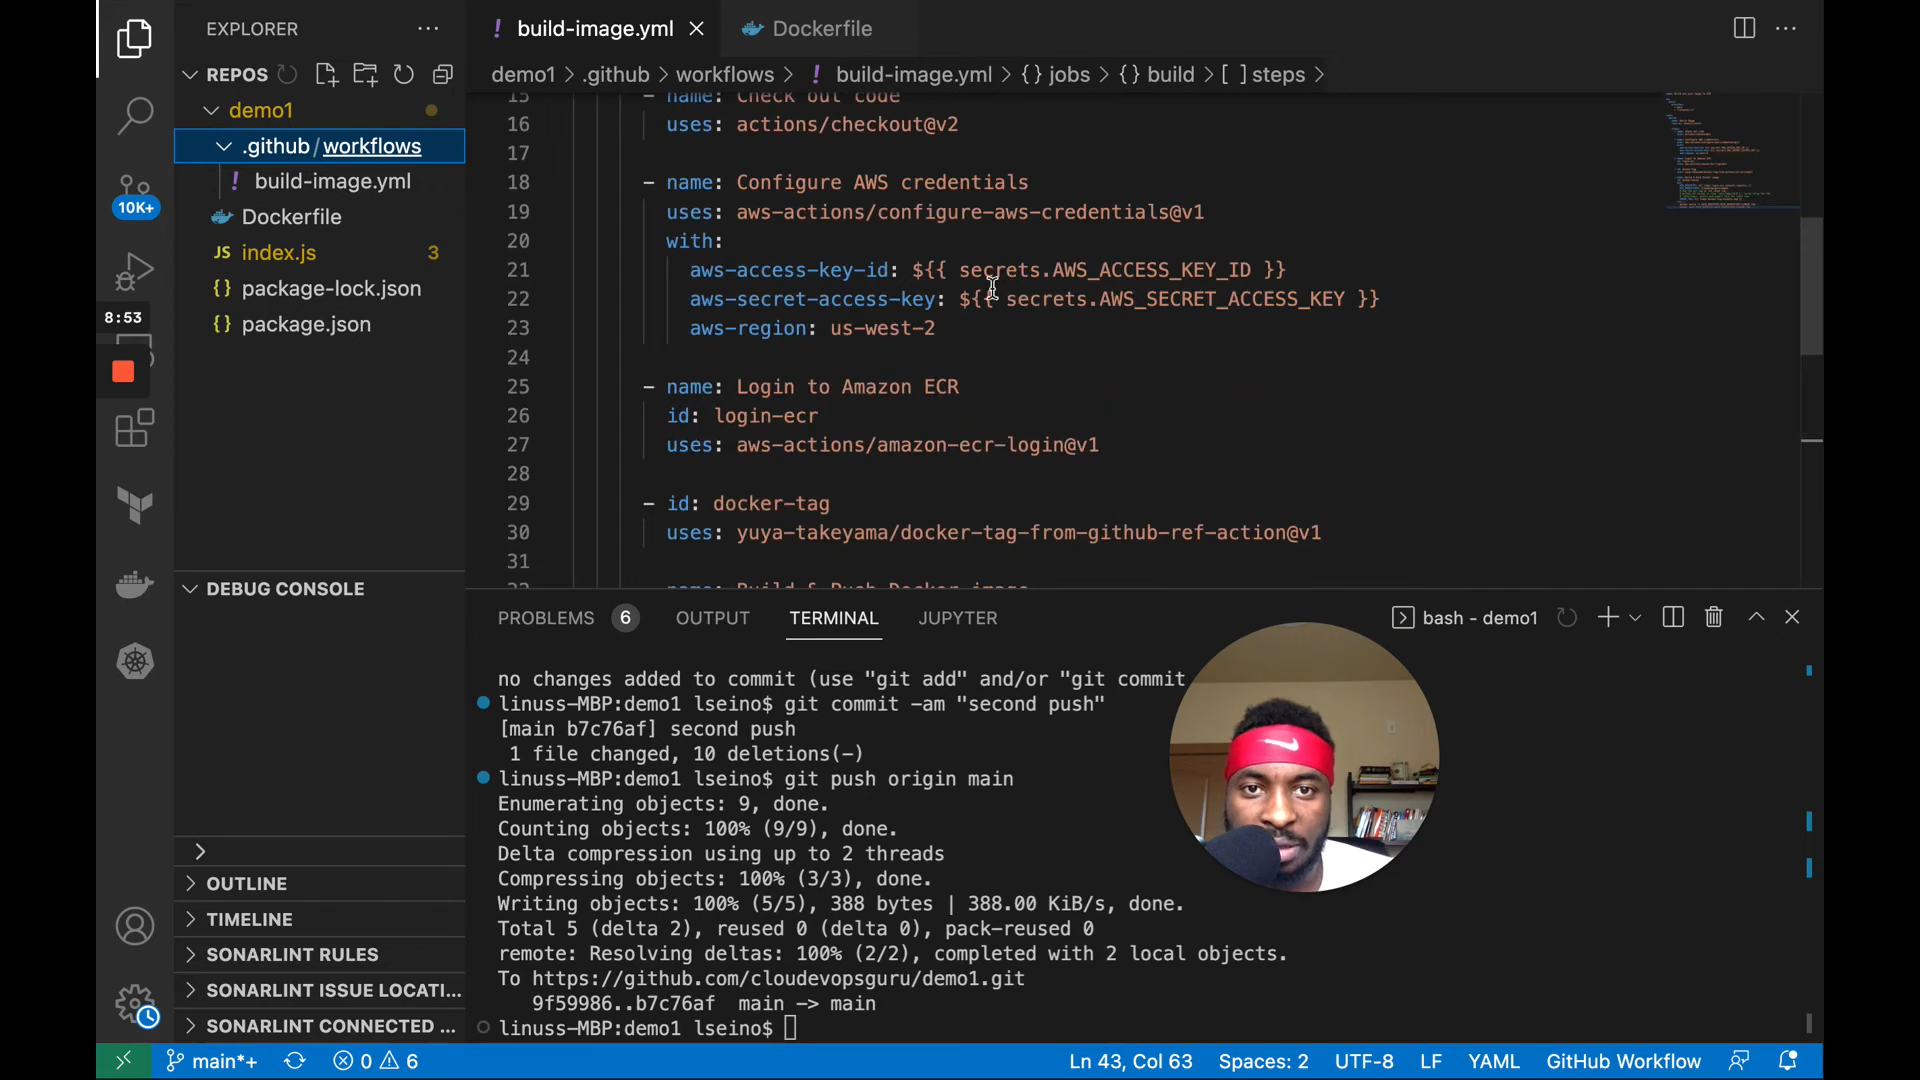 EXPLORER
REPOS
demo1
.github/workflows
build-image.yml
Dockerfile
index.js 3
package-lock.json
package.json
10K+
8:53
DEBUG CONSOLE
OUTLINE
TIMELINE
SONARLINT RULES
SONARLINT ISSUE LOCATI...
SONARLINT CONNECTED ...
build-image.yml
Dockerfile
demo1 > .github > workflows > ! build-image.yml > {} jobs > {} build > [ ] steps >
15 - name: Check out code
16 uses: actions/checkout@v2
17
18 - name: Configure AWS credentials
19 uses: aws-actions/configure-aws-credentials@v1
20 with:
21 aws-access-key-id: ${{ secrets.AWS_ACCESS_KEY_ID }}
22 aws-secret-access-key: ${{ secrets.AWS_SECRET_ACCESS_KEY }}
23 aws-region: us-west-2
24
25 - name: Login to Amazon ECR
26 id: login-ecr
27 uses: aws-actions/amazon-ecr-login@v1
28
29 - id: docker-tag
30 uses: yuya-takeyama/docker-tag-from-github-ref-action@v1
31
name: Build & Push Docker image
PROBLEMS 6 OUTPUT TERMINAL JUPYTER
bash - demo1
no changes added to commit (use "git add" and/or "git commit
linuss-MBP:demo1 lseino$ git commit -am "second push"
[main b7c76af] second push
1 file changed, 10 deletions(-)
linuss-MBP:demo1 lseino$ git push origin main
Enumerating objects: 9, done.
Counting objects: 100% (9/9), done.
Delta compression using up to 2 threads
Compressing objects: 100% (3/3), done.
Writing objects: 100% (5/5), 388 bytes | 388.00 KiB/s, done.
Total 5 (delta 2), reused 0 (delta 0), pack-reused 0
remote: Resolving deltas: 100% (2/2), completed with 2 local objects.
To https://github.com/cloudevopsguru/demo1.git
9f59986..b7c76af main -> main
linuss-MBP:demo1 lseino$
main*+ 0 6 Ln 43, Col 63 Spaces: 2 UTF-8 LF YAML GitHub Workflow